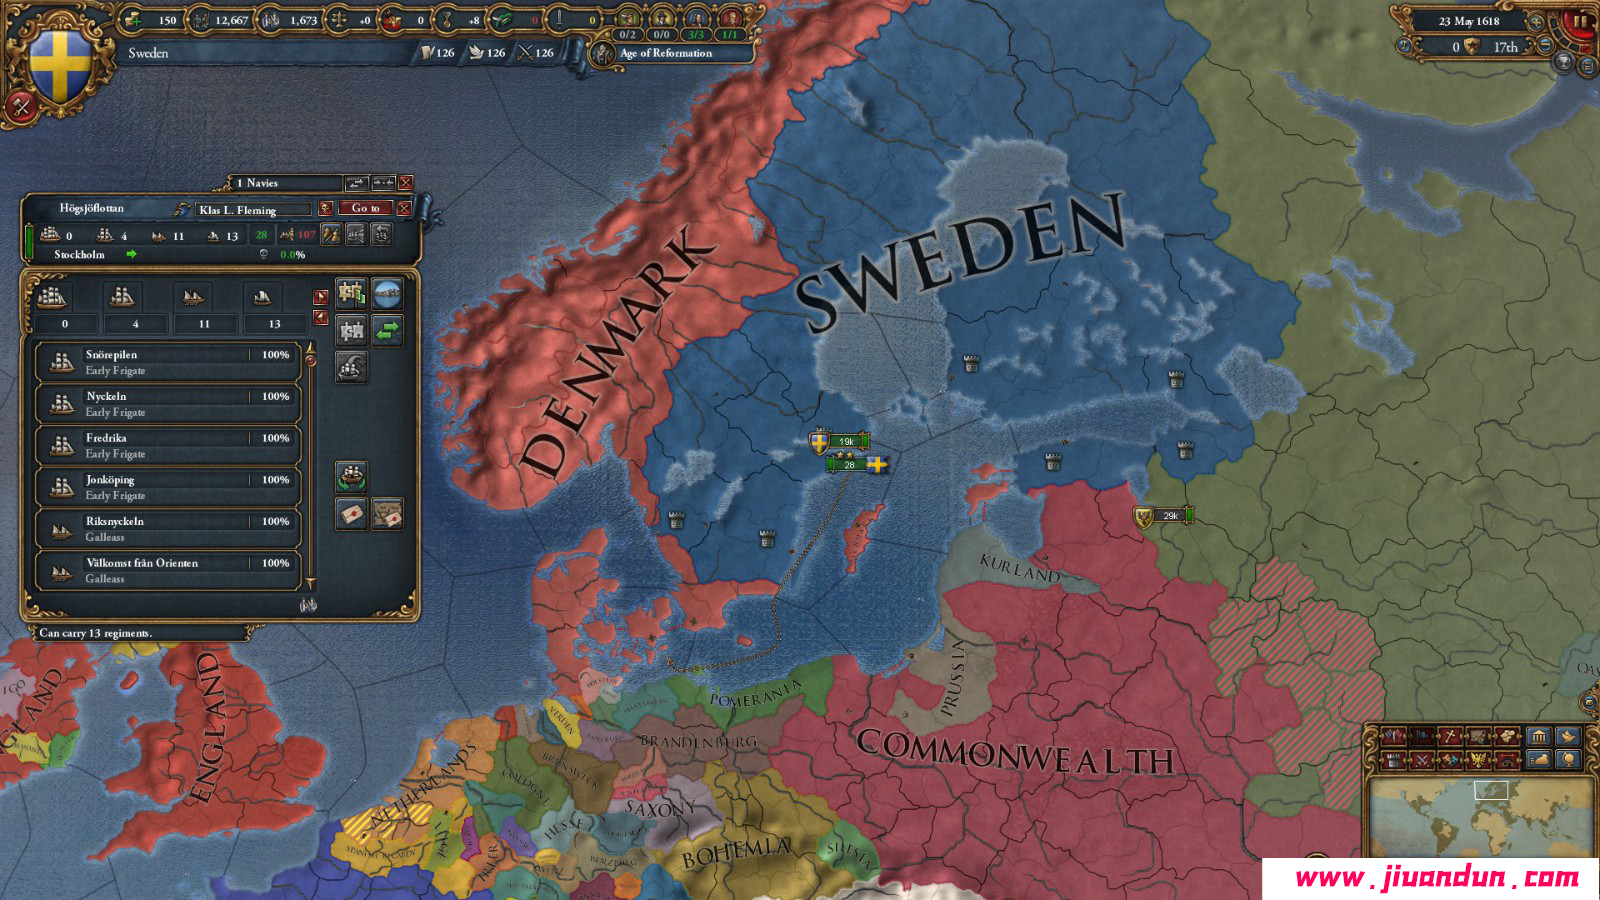 150 12,667 1,673 +0 0 +8 0 0
0/2 0/0 3/3 1/1
Sweden 126 126 126 Age of Reformation
23 May 1618
0 17th
1 Navies
Högsjöflottan Klas L. Fleming Go to
0 4 11 13 28 107
Stockholm 0.0%
0 4 11 13
Snörepilen 100%
Early Frigate
Nyckeln 100%
Early Frigate
Fredrika 100%
Early Frigate
Jonköping 100%
Early Frigate
Riksnyckeln 100%
Galleass
Välkomst från Orienten 100%
Galleass
Can carry 13 regiments.
SWEDEN
DENMARK
19k
28
29k
KURLAND
PRUSSIA
ENGLAND
POMERANIA
VERDEN
BRANDENBURG
COMMONWEALTH
NETHERLANDS
BRUNSWICK
SAXONY
HESSE
BOHEMIA
SILESIA
TRIER
WURZBURG
www.jiuandun.com